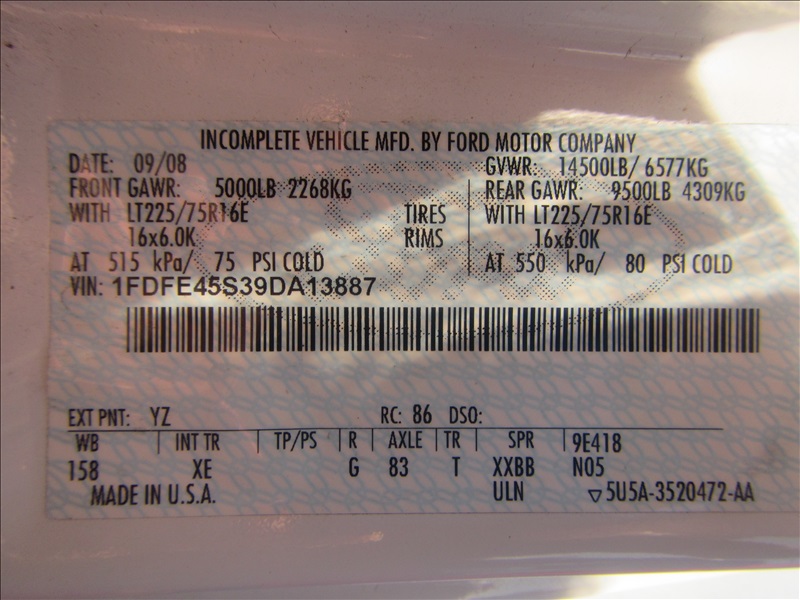 INCOMPLETE VEHICLE MFD. BY FORD MOTOR COMPANY
DATE: 09/08 GVWR: 14500LB/ 6577KG
FRONT GAWR: 5000LB 2268KG REAR GAWR: 9500LB 4309KG
WITH LT225/75R16E TIRES WITH LT225/75R16E
16x6.0K RIMS 16x6.0K
AT 515 kPa/ 75 PSI COLD AT 550 kPa/ 80 PSI COLD
VIN: 1FDFE45S39DA13887
EXT PNT: YZ RC: 86 DSO:
WB INT TR TP/PS R AXLE TR SPR 9E418
158 XE G 83 T XXBB N05
MADE IN U.S.A. ULN ▽5U5A-3520472-AA